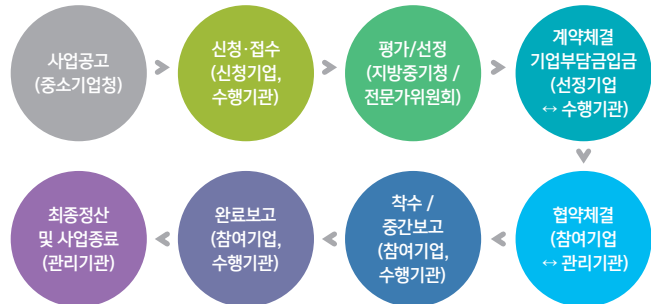 사업공고
(중소기업청)
신청·접수
(신청기업,
수행기관)
평가/선정
(지방중기청 /
전문가위원회)
계약체결
기업부담금입금
(선정기업
↔ 수행기관)
협약체결
(참여기업
↔ 관리기관)
착수 /
중간보고
(참여기업,
수행기관)
완료보고
(참여기업,
수행기관)
최종정산
및 사업종료
(관리기관)